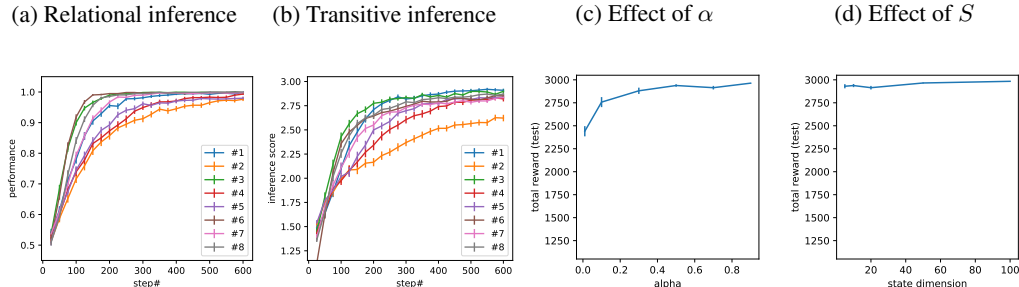 (a) Relational inference
(b) Transitive inference
(c) Effect of α
(d) Effect of S
performance
1.0
0.9
0.8
0.7
0.6
0.5
0 100 200 300 400 500 600
step#
#1
#2
#3
#4
#5
#6
#7
#8
inference score
3.00
2.75
2.50
2.25
2.00
1.75
1.50
1.25
0 100 200 300 400 500 600
step#
#1
#2
#3
#4
#5
#6
#7
#8
total reward (test)
3000
2750
2500
2250
2000
1750
1500
1250
0.0 0.2 0.4 0.6 0.8
alpha
total reward (test)
3000
2750
2500
2250
2000
1750
1500
1250
20 40 60 80 100
state dimension